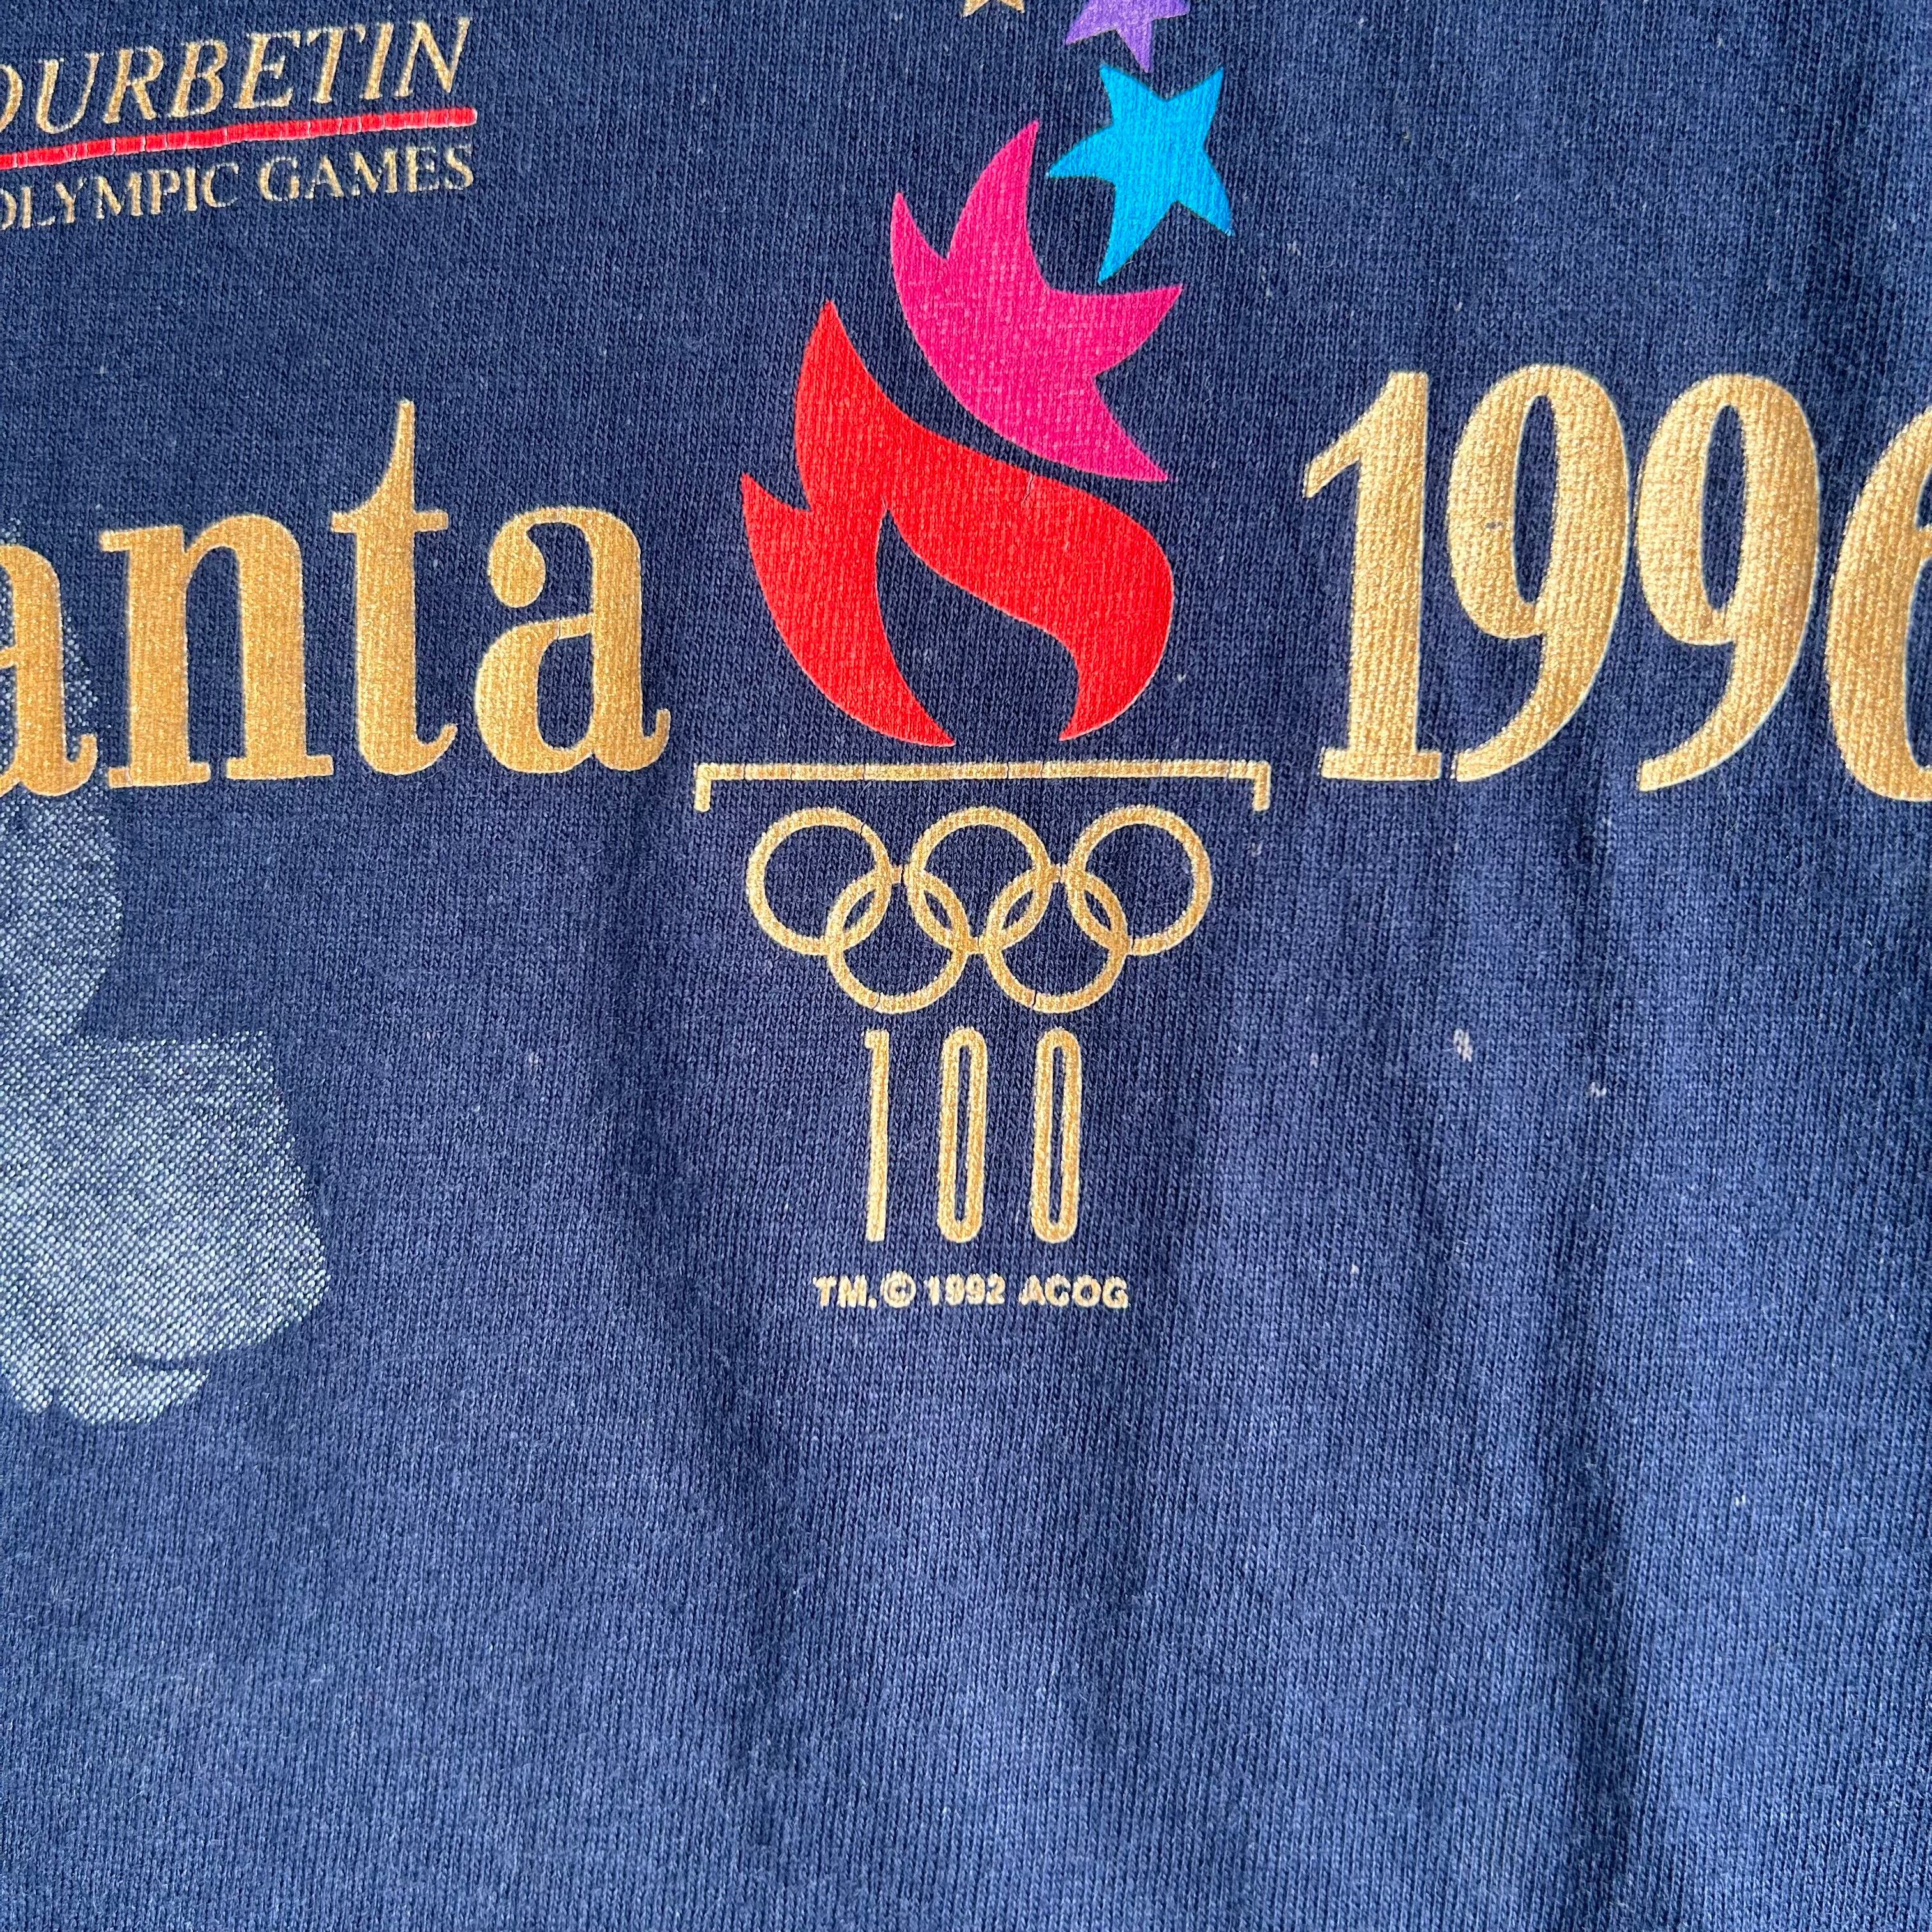 OURBETIN
OLYMPIC GAMES
anta 1996
100
TM. © 1992 ACOG